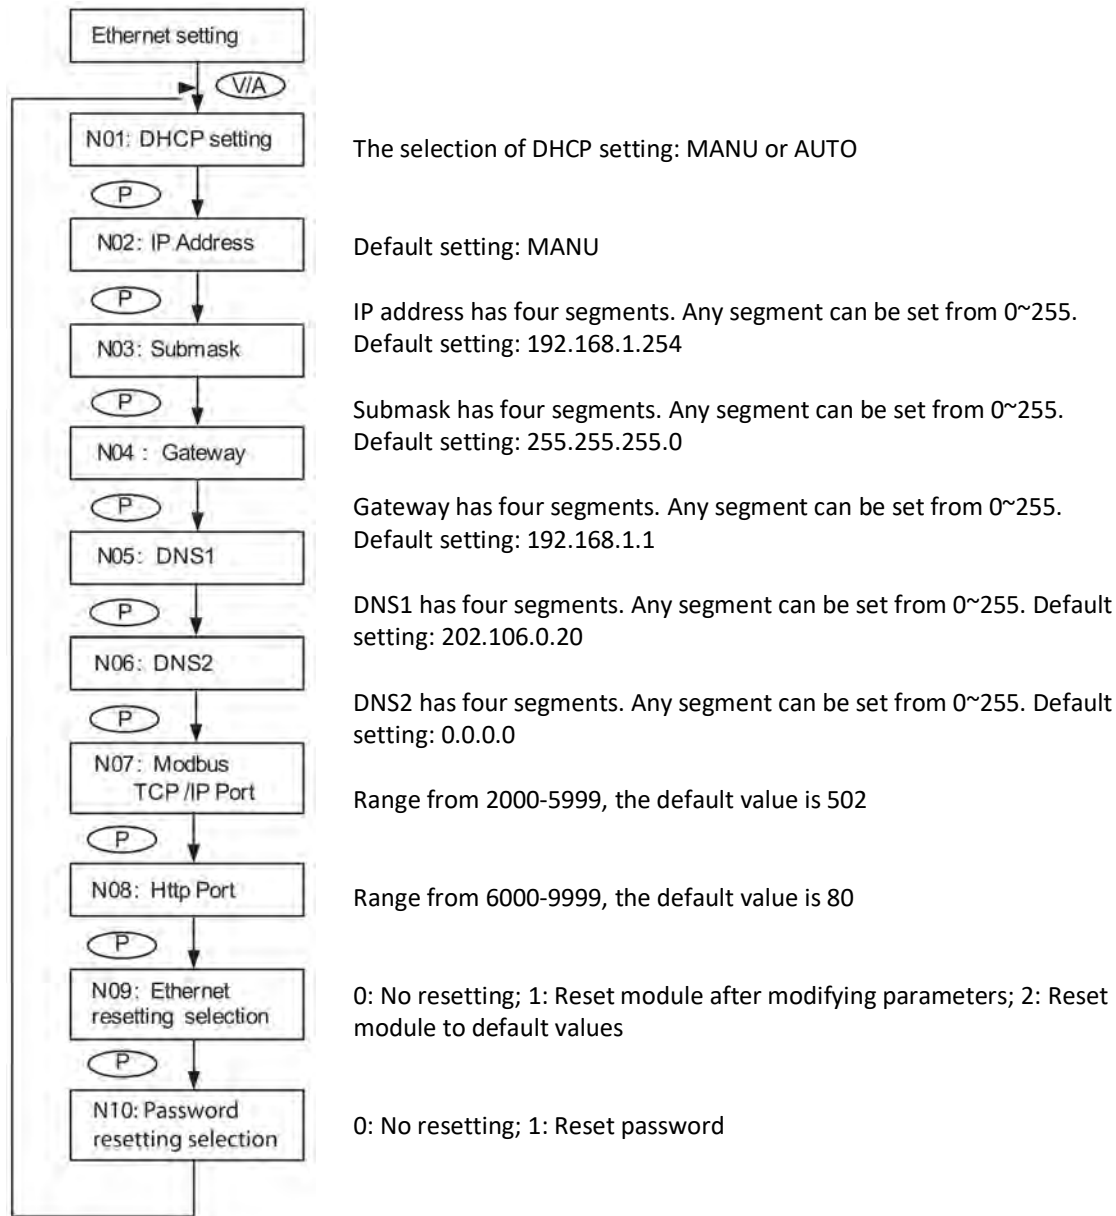 Ethernet setting
V/A
N01: DHCP setting
The selection of DHCP setting: MANU or AUTO
P
N02: IP Address
Default setting: MANU
P
IP address has four segments. Any segment can be set from 0~255.
Default setting: 192.168.1.254
N03: Submask
P
Submask has four segments. Any segment can be set from 0~255.
Default setting: 255.255.255.0
N04 : Gateway
P
Gateway has four segments. Any segment can be set from 0~255.
Default setting: 192.168.1.1
N05: DNS1
P
DNS1 has four segments. Any segment can be set from 0~255. Default
setting: 202.106.0.20
N06: DNS2
P
DNS2 has four segments. Any segment can be set from 0~255. Default
setting: 0.0.0.0
N07: Modbus
TCP /IP Port
Range from 2000-5999, the default value is 502
P
N08: Http Port
Range from 6000-9999, the default value is 80
P
N09: Ethernet
resetting selection
0: No resetting; 1: Reset module after modifying parameters; 2: Reset
module to default values
P
N10: Password
resetting selection
0: No resetting; 1: Reset password